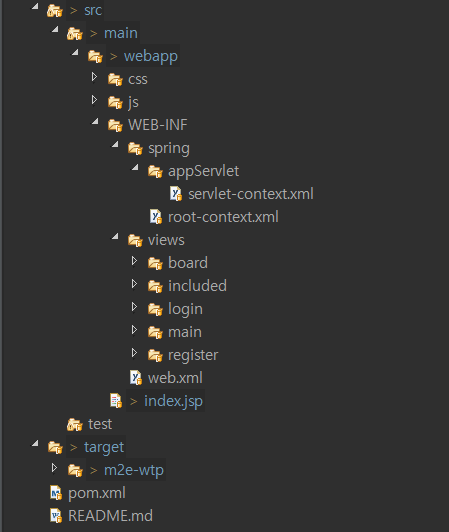 > src
> main
> webapp
css
js
WEB-INF
spring
appServlet
servlet-context.xml
root-context.xml
views
board
included
login
main
register
web.xml
> index.jsp
test
> target
> m2e-wtp
pom.xml
README.md